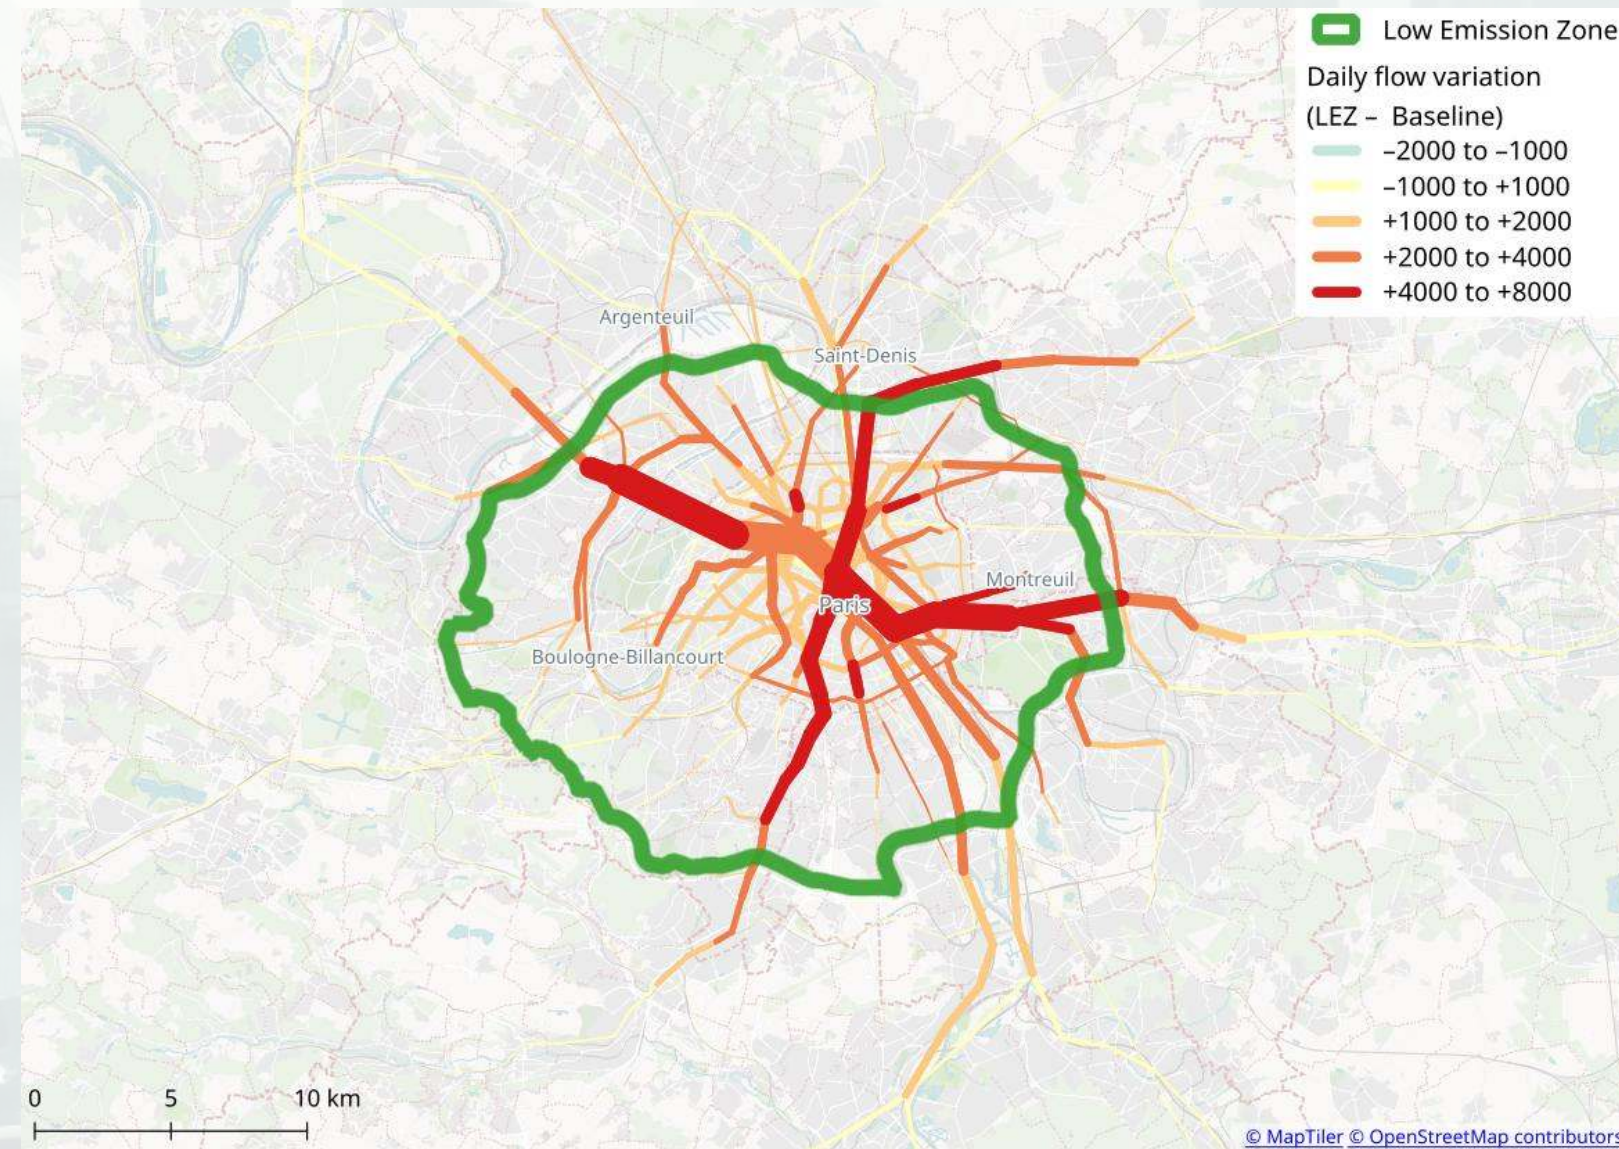 Low Emission Zone
Daily flow variation
(LEZ – Baseline)
–2000 to –1000
–1000 to +1000
+1000 to +2000
+2000 to +4000
+4000 to +8000
Argenteuil
Saint-Denis
Montreuil
Paris
Boulogne-Billancourt
0 5 10 km
© MapTiler © OpenStreetMap contributors